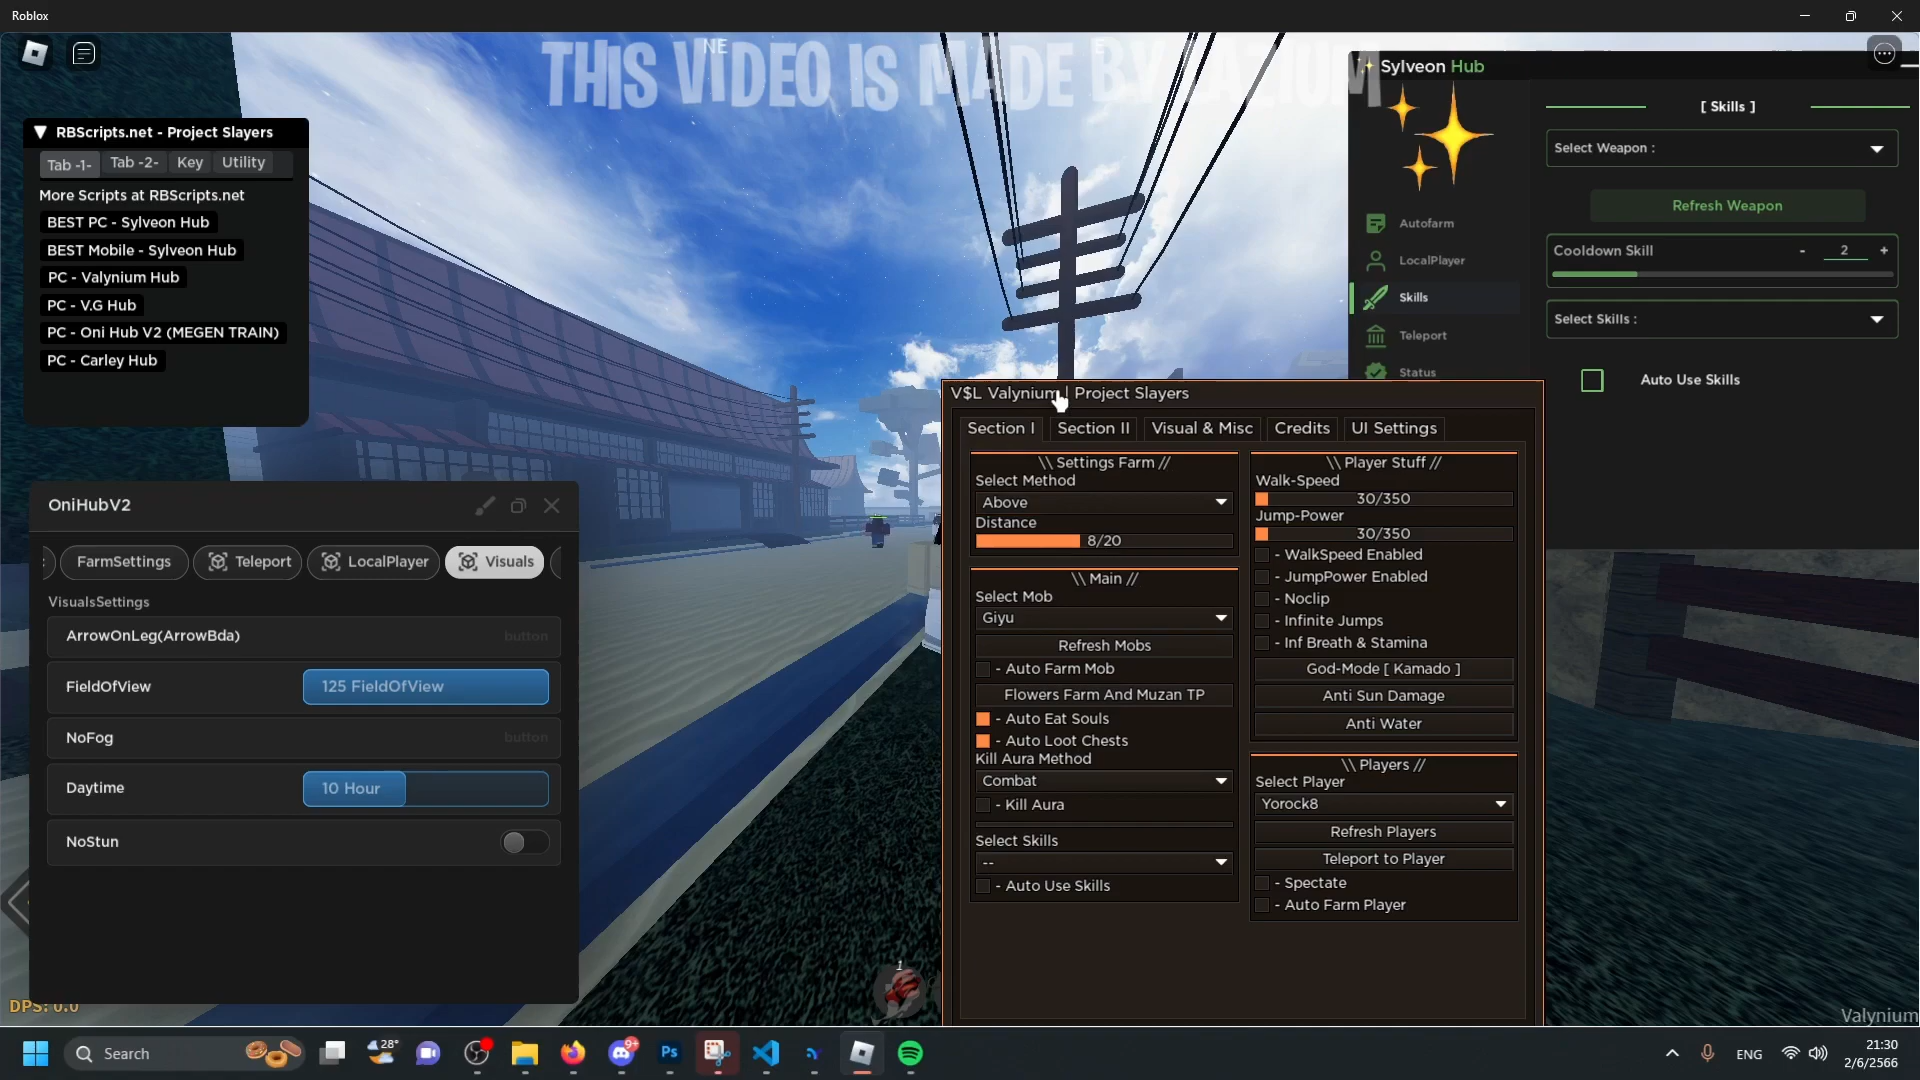 Roblox
NE
E
THIS VIDEO IS MADE BY
RBScripts.net - Project Slayers
Tab -1-
Tab -2-
Key
Utility
More Scripts at RBScripts.net
BEST PC - Sylveon Hub
BEST Mobile - Sylveon Hub
PC - Valynium Hub
PC - V.G Hub
PC - Oni Hub V2 (MEGEN TRAIN)
PC - Carley Hub
Sylveon Hub
Autofarm
LocalPlayer
Skills
Teleport
Status
[ Skills ]
Select Weapon :
Refresh Weapon
Cooldown Skill
- 2 +
Select Skills :
Auto Use Skills
OniHubV2
FarmSettings
Teleport
LocalPlayer
Visuals
VisualsSettings
ArrowOnLeg(ArrowBda)
button
FieldOfView
125 FieldOfView
NoFog
button
Daytime
10 Hour
NoStun
V$L Valynium | Project Slayers
Section I
Section II
Visual & Misc
Credits
UI Settings
\\ Settings Farm //
Select Method
Above
Distance
8/20
\\ Main //
Select Mob
Giyu
Refresh Mobs
- Auto Farm Mob
Flowers Farm And Muzan TP
- Auto Eat Souls
- Auto Loot Chests
Kill Aura Method
Combat
- Kill Aura
Select Skills
--
- Auto Use Skills
\\ Player Stuff //
Walk-Speed
30/350
Jump-Power
30/350
- WalkSpeed Enabled
- JumpPower Enabled
- Noclip
- Infinite Jumps
- Inf Breath & Stamina
God-Mode [ Kamado ]
Anti Sun Damage
Anti Water
\\ Players //
Select Player
Yorock8
Refresh Players
Teleport to Player
- Spectate
- Auto Farm Player
1
DPS: 0.0
Valynium
Search
28°
9+
Ps
ENG
21:30
2/6/2566